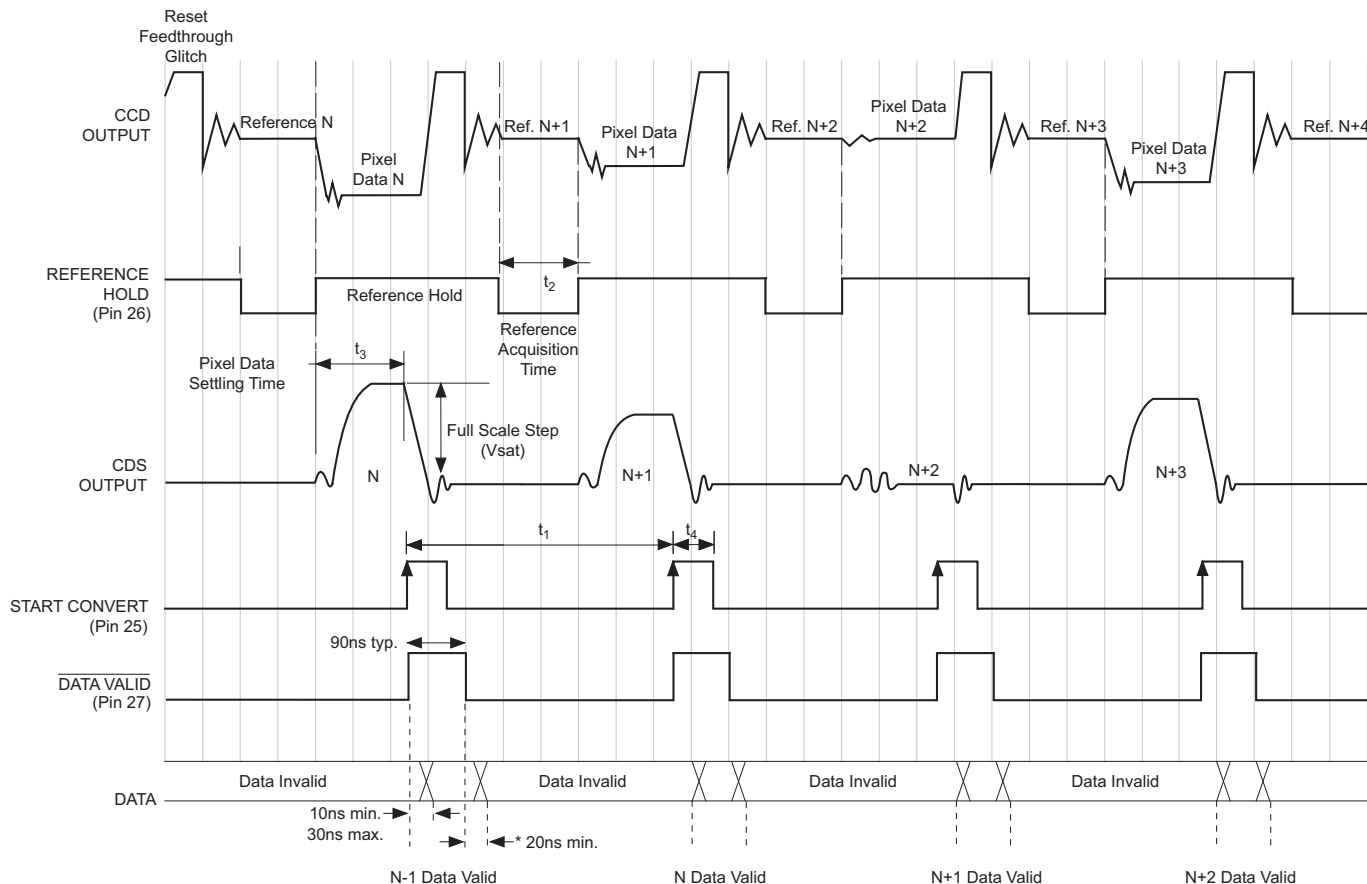 Reset
Feedthrough
Glitch
CCD
OUTPUT
Reference N
Pixel
Data N
Ref. N+1
Pixel Data
N+1
Ref. N+2
Pixel Data
N+2
Ref. N+3
Pixel Data
N+3
Ref. N+4
REFERENCE
HOLD
(Pin 26)
Reference Hold
t2
Reference
Acquisition
Time
Pixel Data
Settling Time
t3
Full Scale Step
(Vsat)
CDS
OUTPUT
N
N+1
N+2
N+3
t1
t4
START CONVERT
(Pin 25)
90ns typ.
DATA VALID
(Pin 27)
DATA
Data Invalid
Data Invalid
Data Invalid
Data Invalid
10ns min.
30ns max.
* 20ns min.
N-1 Data Valid
N Data Valid
N+1 Data Valid
N+2 Data Valid